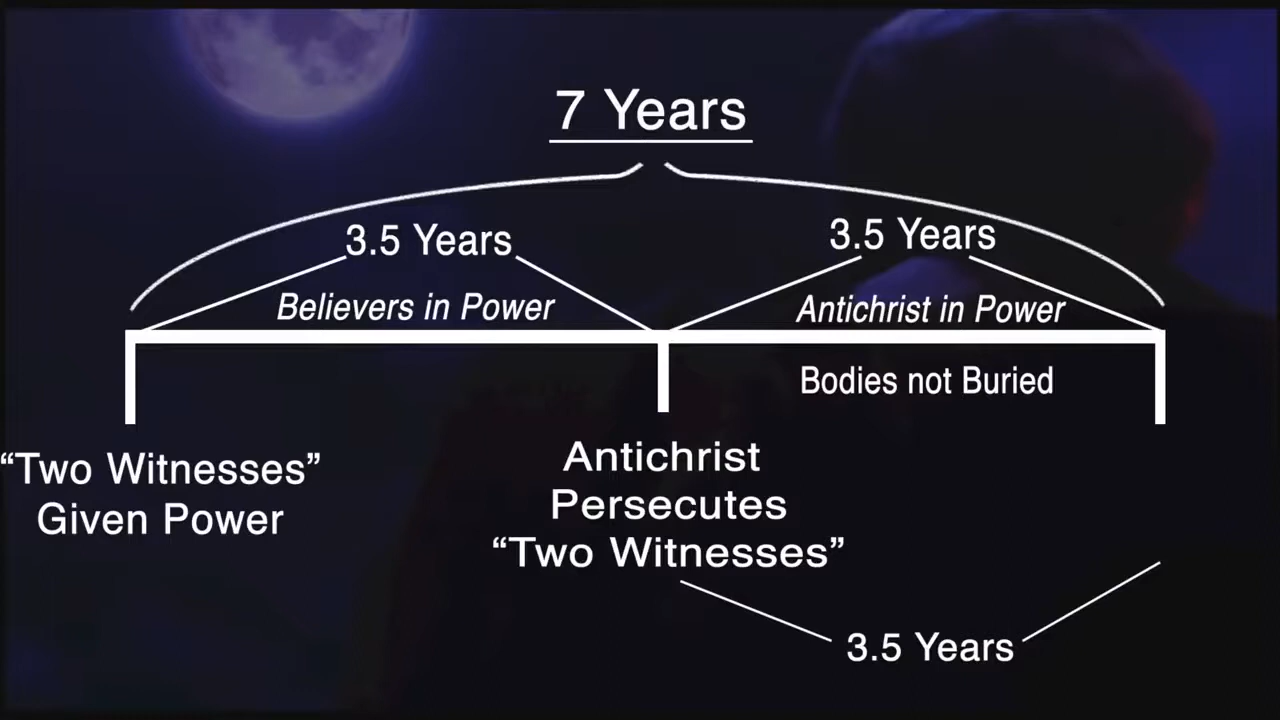 7 Years
3.5 Years
3.5 Years
Believers in Power
Antichrist in Power
Bodies not Buried
“Two Witnesses”
Given Power
Antichrist
Persecutes
“Two Witnesses”
3.5 Years